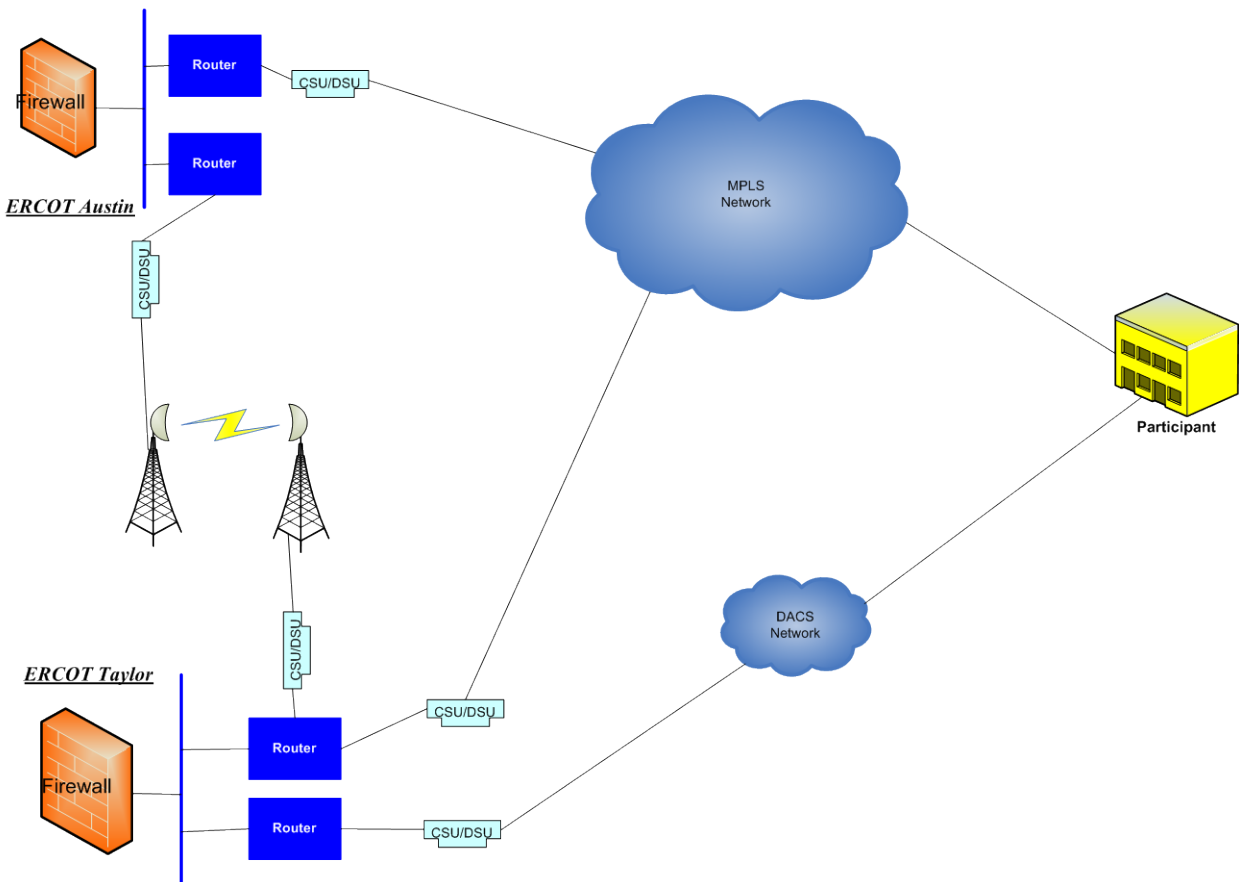 Router
CSU/DSU
Firewall
Router
ERCOT Austin
CSU/DSU
MPLS
Network
Participant
DACS
Network
CSU/DSU
ERCOT Taylor
CSU/DSU
Router
Firewall
Router
CSU/DSU